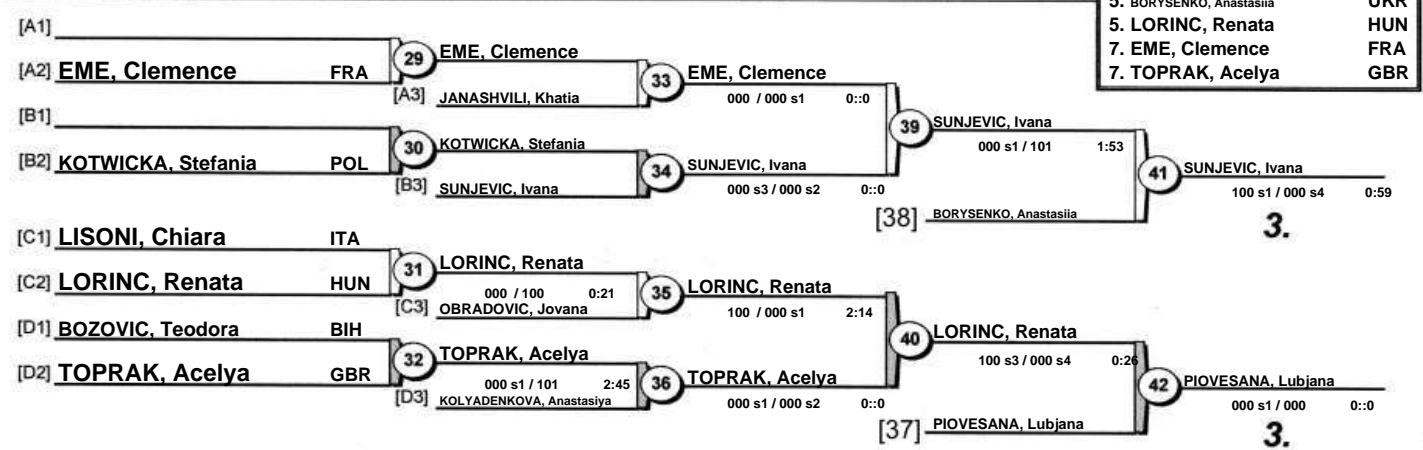 5. BORYSENKO, Anastasiia UKR
5. LORINC, Renata HUN
7. EME, Clemence FRA
7. TOPRAK, Acelya GBR
[A1]
[A2] EME, Clemence FRA
29
EME, Clemence
[A3] JANASHVILI, Khatia
33
EME, Clemence
000 / 000 s1 0::0
[B1]
[B2] KOTWICKA, Stefania POL
30
KOTWICKA, Stefania
[B3] SUNJEVIC, Ivana
34
SUNJEVIC, Ivana
000 s3 / 000 s2 0::0
39
SUNJEVIC, Ivana
000 s1 / 101 1:53
[38] BORYSENKO, Anastasiia
41
SUNJEVIC, Ivana
100 s1 / 000 s4 0:59
3.
[C1] LISONI, Chiara ITA
[C2] LORINC, Renata HUN
31
LORINC, Renata
000 / 100 0:21
[C3] OBRADOVIC, Jovana
35
LORINC, Renata
100 / 000 s1 2:14
[D1] BOZOVIC, Teodora BIH
[D2] TOPRAK, Acelya GBR
32
TOPRAK, Acelya
000 s1 / 101 2:45
[D3] KOLYADENKOVA, Anastasiya
36
TOPRAK, Acelya
000 s1 / 000 s2 0::0
40
LORINC, Renata
100 s3 / 000 s4 0:26
[37] PIOVESANA, Lubjana
42
PIOVESANA, Lubjana
000 s1 / 000 0::0
3.